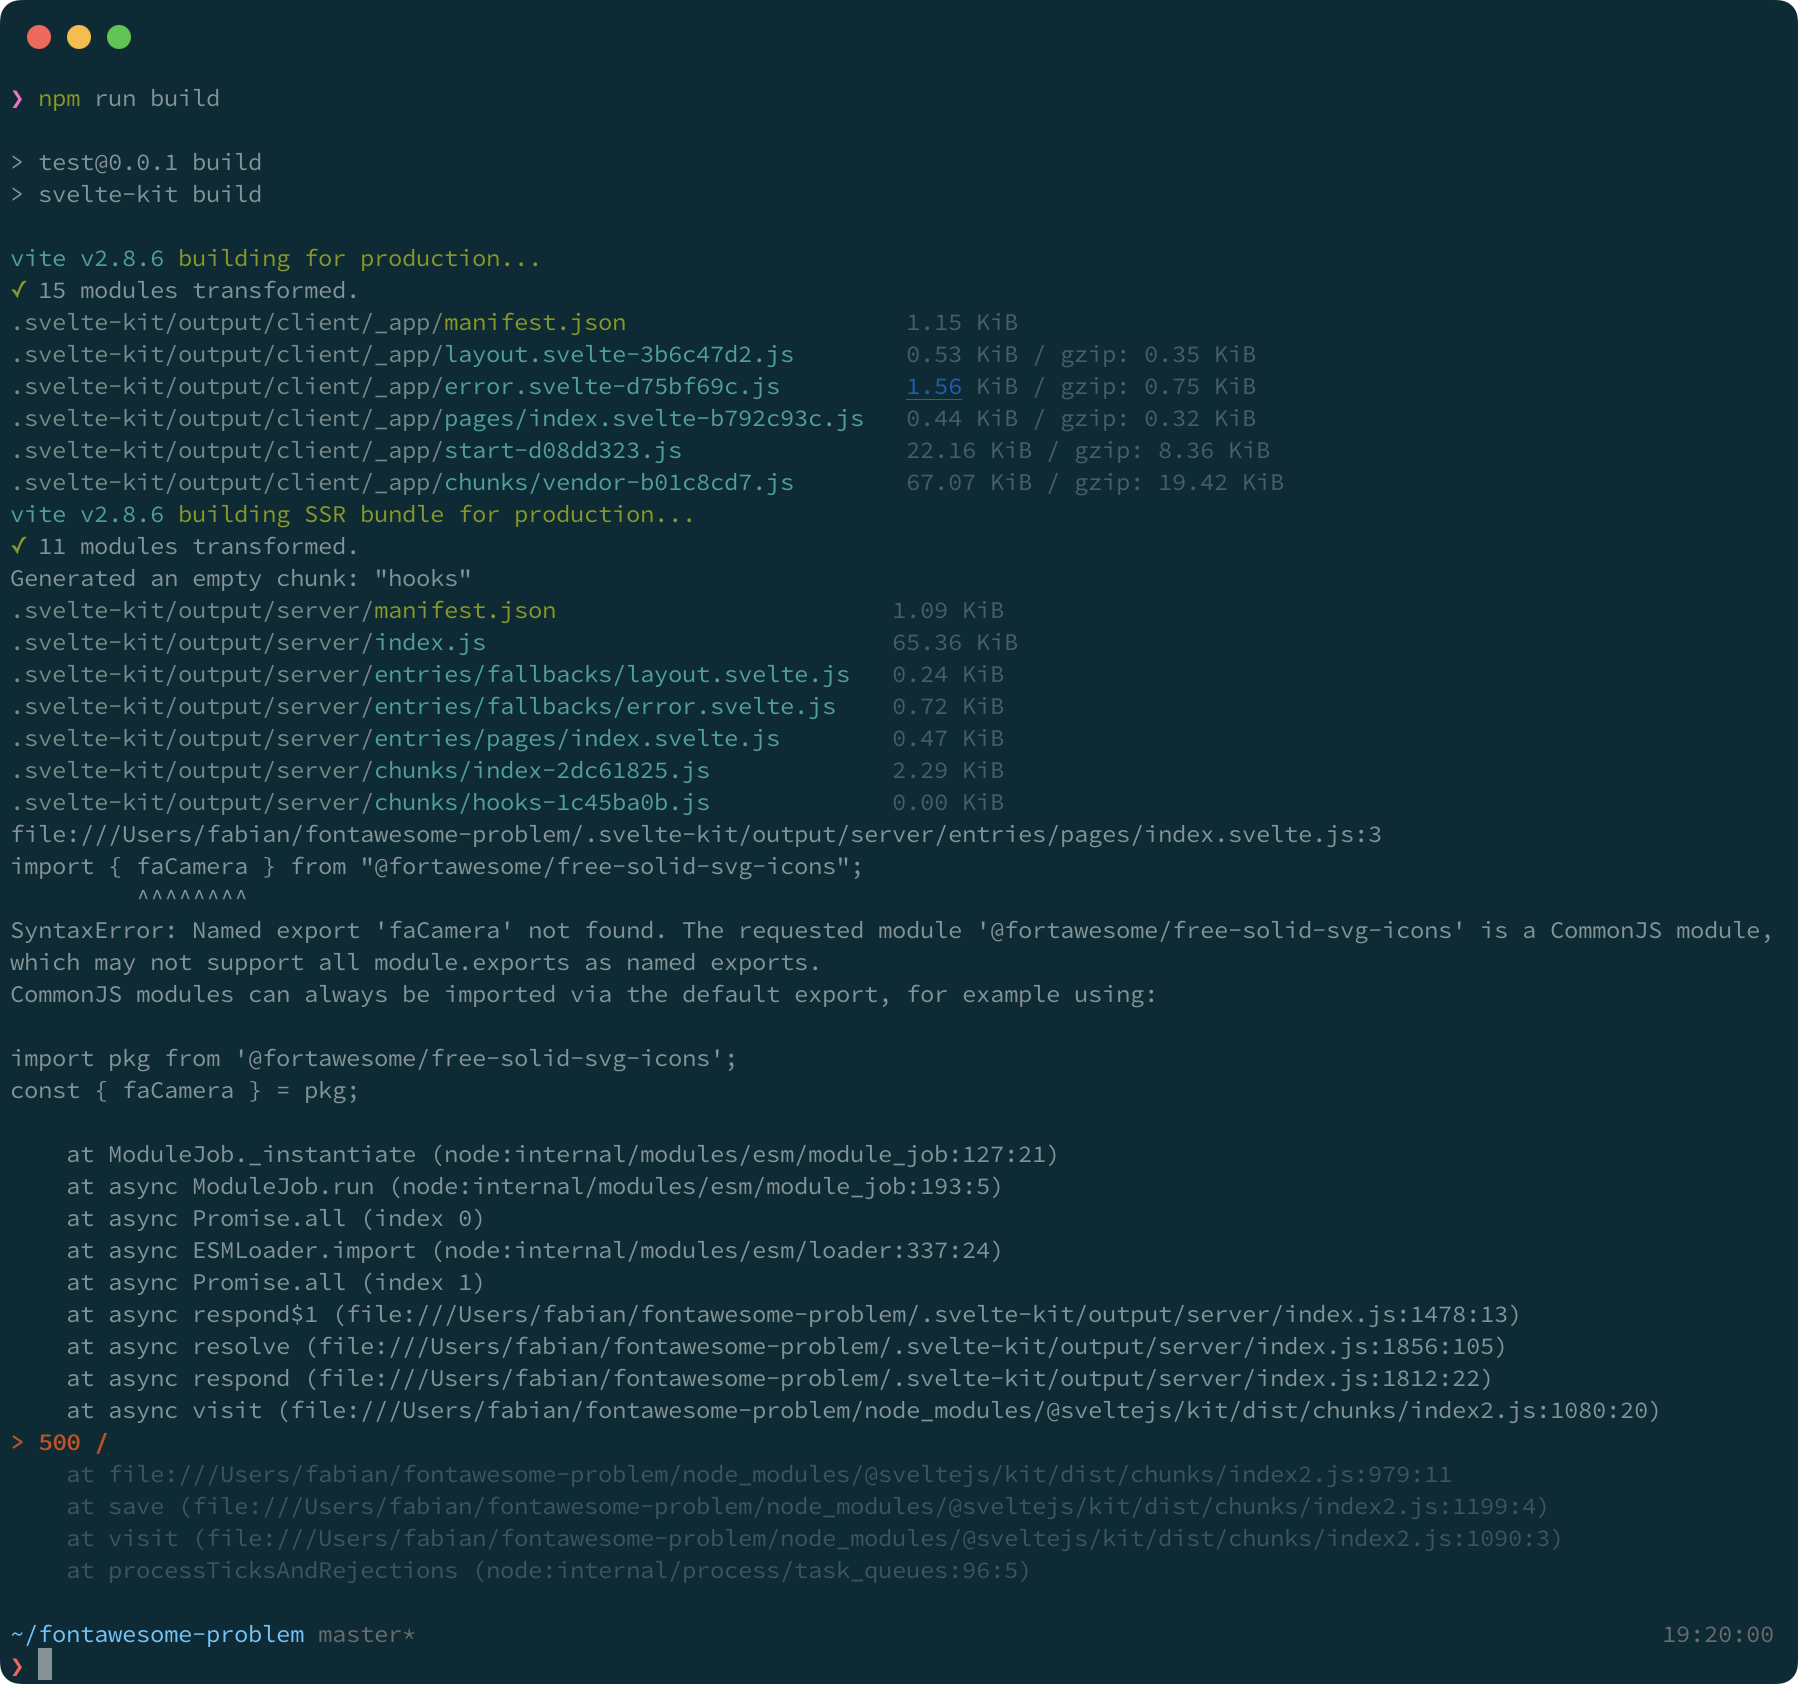 ❯ npm run build
> test@0.0.1 build
> svelte-kit build
vite v2.8.6 building for production...
✓ 15 modules transformed.
.svelte-kit/output/client/_app/manifest.json                    1.15 KiB
.svelte-kit/output/client/_app/layout.svelte-3b6c47d2.js        0.53 KiB / gzip: 0.35 KiB
.svelte-kit/output/client/_app/error.svelte-d75bf69c.js         1.56 KiB / gzip: 0.75 KiB
.svelte-kit/output/client/_app/pages/index.svelte-b792c93c.js   0.44 KiB / gzip: 0.32 KiB
.svelte-kit/output/client/_app/start-d08dd323.js                22.16 KiB / gzip: 8.36 KiB
.svelte-kit/output/client/_app/chunks/vendor-b01c8cd7.js        67.07 KiB / gzip: 19.42 KiB
vite v2.8.6 building SSR bundle for production...
✓ 11 modules transformed.
Generated an empty chunk: "hooks"
.svelte-kit/output/server/manifest.json                        1.09 KiB
.svelte-kit/output/server/index.js                             65.36 KiB
.svelte-kit/output/server/entries/fallbacks/layout.svelte.js   0.24 KiB
.svelte-kit/output/server/entries/fallbacks/error.svelte.js    0.72 KiB
.svelte-kit/output/server/entries/pages/index.svelte.js        0.47 KiB
.svelte-kit/output/server/chunks/index-2dc61825.js             2.29 KiB
.svelte-kit/output/server/chunks/hooks-1c45ba0b.js             0.00 KiB
file:///Users/fabian/fontawesome-problem/.svelte-kit/output/server/entries/pages/index.svelte.js:3
import { faCamera } from "@fortawesome/free-solid-svg-icons";
         ^^^^^^^^
SyntaxError: Named export 'faCamera' not found. The requested module '@fortawesome/free-solid-svg-icons' is a CommonJS module,
which may not support all module.exports as named exports.
CommonJS modules can always be imported via the default export, for example using:
import pkg from '@fortawesome/free-solid-svg-icons';
const { faCamera } = pkg;
    at ModuleJob._instantiate (node:internal/modules/esm/module_job:127:21)
    at async ModuleJob.run (node:internal/modules/esm/module_job:193:5)
    at async Promise.all (index 0)
    at async ESMLoader.import (node:internal/modules/esm/loader:337:24)
    at async Promise.all (index 1)
    at async respond$1 (file:///Users/fabian/fontawesome-problem/.svelte-kit/output/server/index.js:1478:13)
    at async resolve (file:///Users/fabian/fontawesome-problem/.svelte-kit/output/server/index.js:1856:105)
    at async respond (file:///Users/fabian/fontawesome-problem/.svelte-kit/output/server/index.js:1812:22)
    at async visit (file:///Users/fabian/fontawesome-problem/node_modules/@sveltejs/kit/dist/chunks/index2.js:1080:20)
> 500 /
    at file:///Users/fabian/fontawesome-problem/node_modules/@sveltejs/kit/dist/chunks/index2.js:979:11
    at save (file:///Users/fabian/fontawesome-problem/node_modules/@sveltejs/kit/dist/chunks/index2.js:1199:4)
    at visit (file:///Users/fabian/fontawesome-problem/node_modules/@sveltejs/kit/dist/chunks/index2.js:1090:3)
    at processTicksAndRejections (node:internal/process/task_queues:96:5)
~/fontawesome-problem master*                    19:20:00
❯